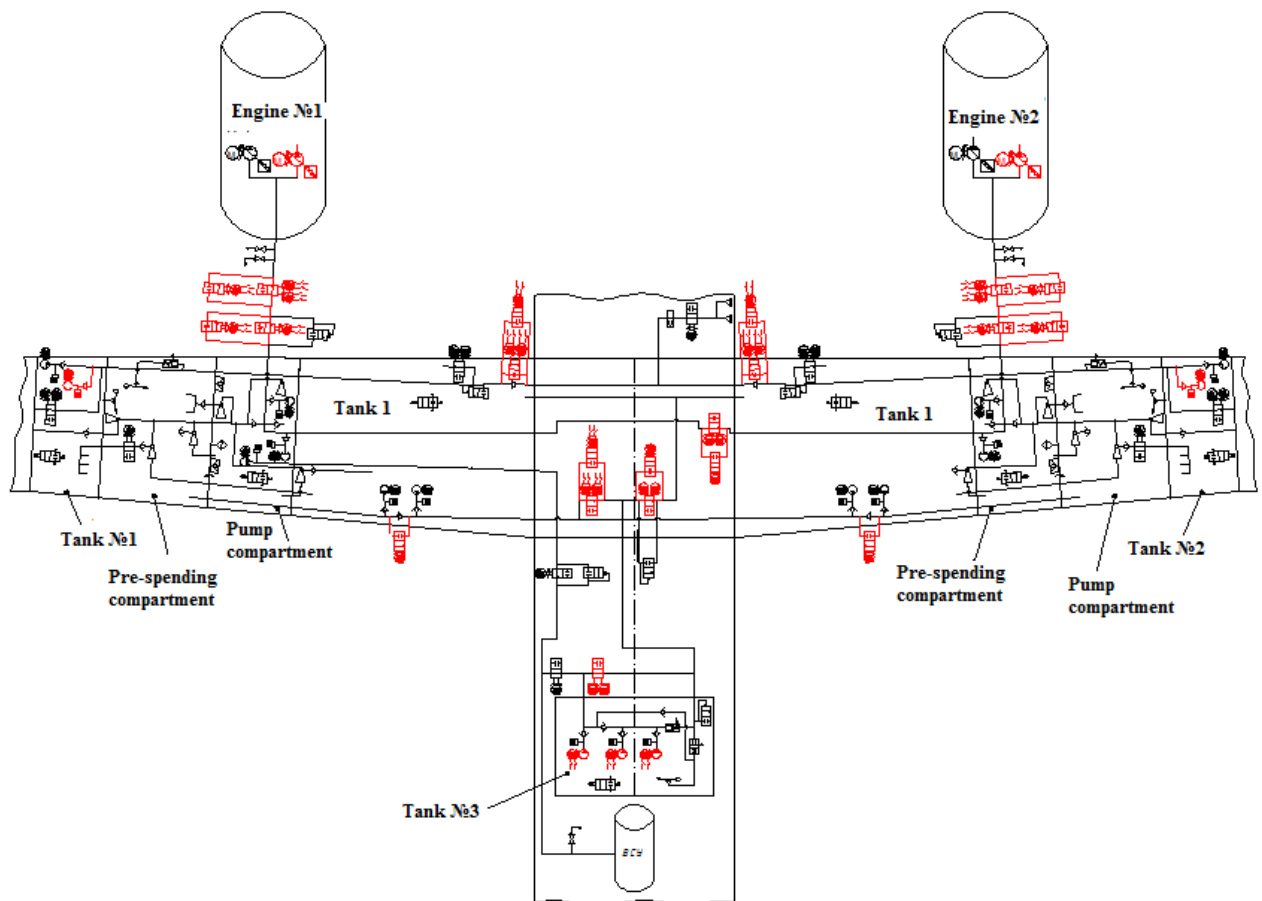 Engine №1
Engine №2
Tank 1
Tank 1
Tank №1
Pump
compartment
Pre-spending
compartment
Pre-spending
compartment
Pump
compartment
Tank №2
Tank №3
ВСУ